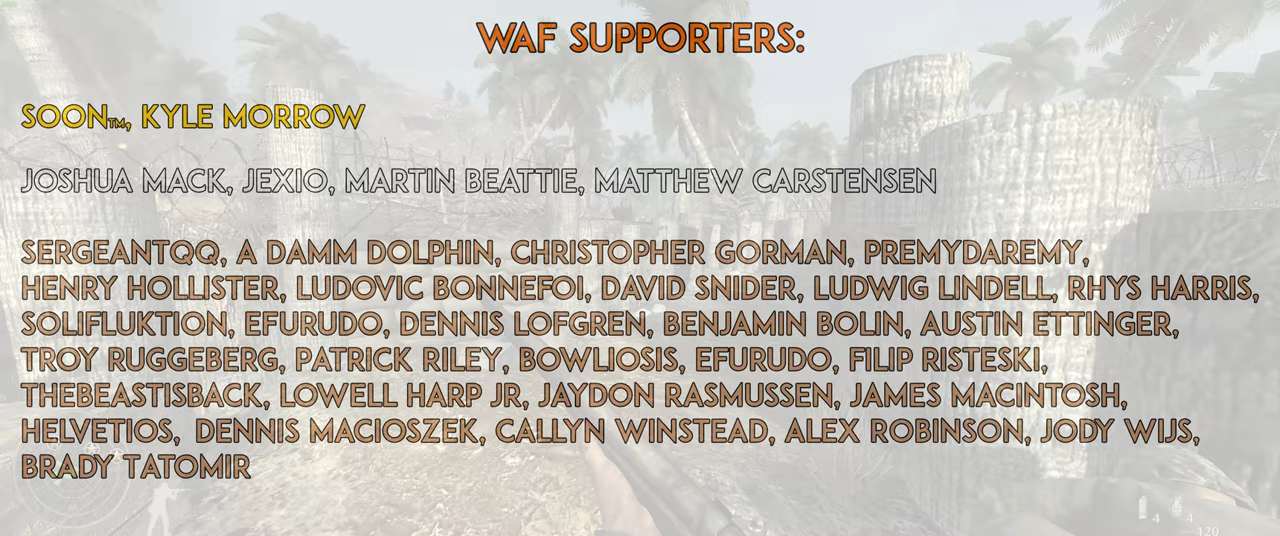 WAF SUPPORTERS:
SOON™, KYLE MORROW
JOSHUA MACK, JEXIO, MARTIN BEATTIE, MATTHEW CARSTENSEN
SERGEANTQQ, A DAMM DOLPHIN, CHRISTOPHER GORMAN, PREMYDAREMY,
HENRY HOLLISTER, LUDOVIC BONNEFOI, DAVID SNIDER, LUDWIG LINDELL, RHYS HARRIS,
SOLIFLUKTION, EFURUDO, DENNIS LOFGREN, BENJAMIN BOLIN, AUSTIN ETTINGER,
TROY RUGGEBERG, PATRICK RILEY, BOWLIOSIS, EFURUDO, FILIP RISTESKI,
THEBEASTISBACK, LOWELL HARP JR, JAYDON RASMUSSEN, JAMES MACINTOSH,
HELVETIOS, DENNIS MACIOSZEK, CALLYN WINSTEAD, ALEX ROBINSON, JODY WIJS,
BRADY TATOMIR
4 4
120